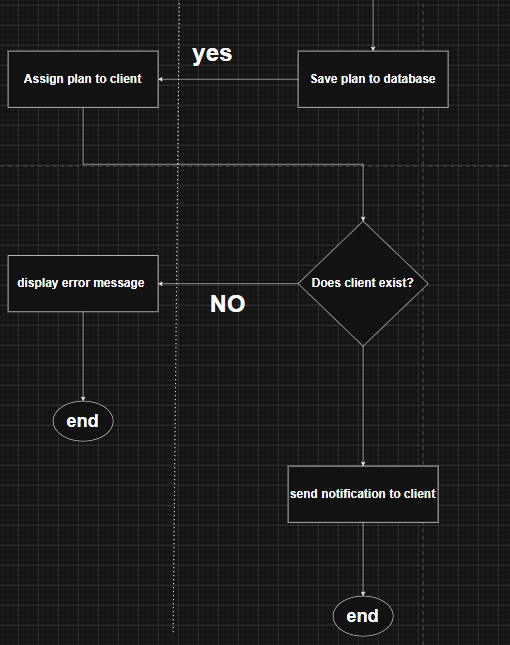 yes
Assign plan to client
Save plan to database
Does client exist?
display error message
NO
end
send notification to client
end